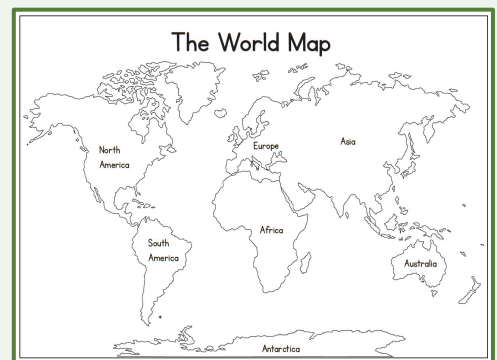 The World Map
North
America
Europe
Asia
Africa
South
America
Australia
Antarctica